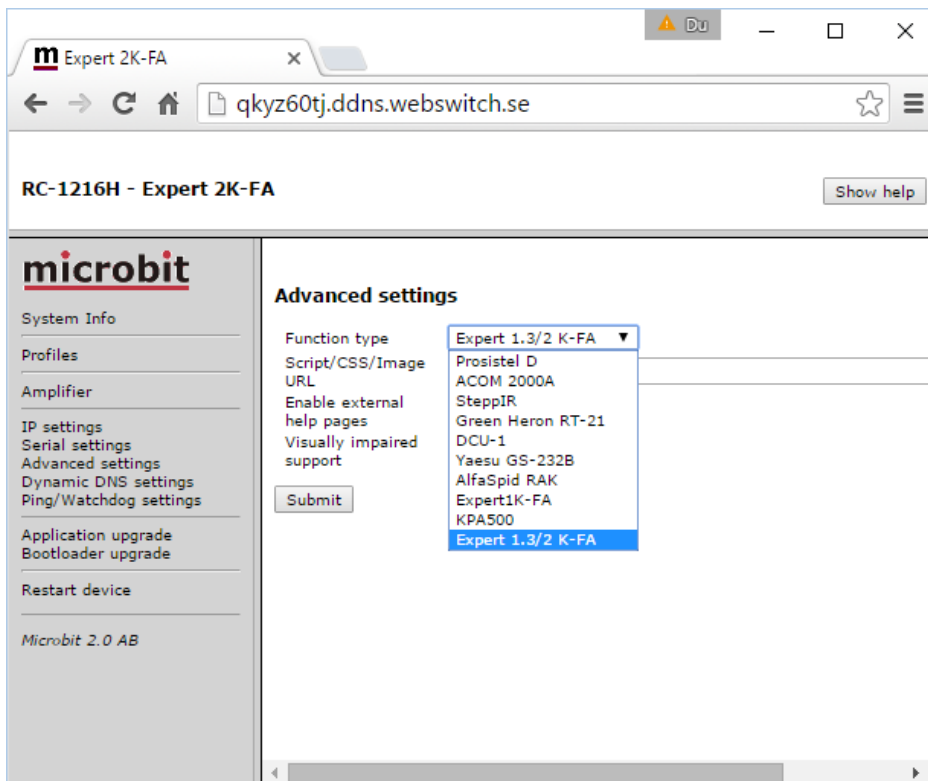 Du
m Expert 2K-FA
qkyz60tj.ddns.webswitch.se
RC-1216H - Expert 2K-FA
Show help
microbit
System Info
Profiles
Amplifier
IP settings
Serial settings
Advanced settings
Dynamic DNS settings
Ping/Watchdog settings
Application upgrade
Bootloader upgrade
Restart device
Microbit 2.0 AB
Advanced settings
Function type
Expert 1.3/2 K-FA
Script/CSS/Image
URL
Enable external
help pages
Visually impaired
support
Submit
Prosistel D
ACOM 2000A
SteppIR
Green Heron RT-21
DCU-1
Yaesu GS-232B
AlfaSpid RAK
Expert1K-FA
KPA500
Expert 1.3/2 K-FA